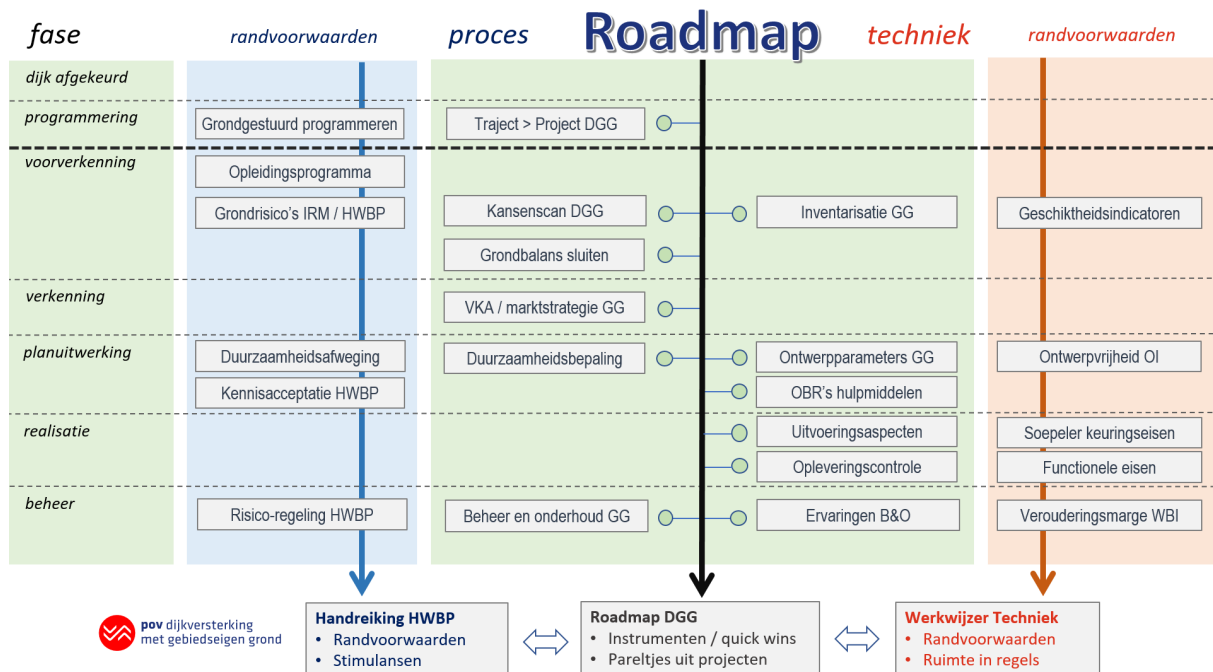 Roadmap
fase
randvoorwaarden
proces
techniek
randvoorwaarden
dijk afgekeurd
programmering
Grondgestuurd programmeren
Traject > Project DGG
voorverkenning
Opleidingsprogramma
Grondrisico's IRM / HWBP
Kansenscan DGG
Inventarisatie GG
Geschiktheidsindicatoren
Grondbalans sluiten
verkenning
VKA / marktstrategie GG
planuitwerking
Duurzaamheidsafweging
Duurzaamheidsbepaling
Ontwerpparameters GG
Ontwerpvrijheid OI
Kennisacceptatie HWBP
OBR's hulpmiddelen
realisatie
Uitvoeringsaspecten
Soepeler keuringseisen
Opleveringscontrole
Functionele eisen
beheer
Risico-regeling HWBP
Beheer en onderhoud GG
Ervaringen B&O
Verouderingsmarge WBI
pov dijkversterking
met gebiedseigen grond
Handreiking HWBP
• Randvoorwaarden
• Stimulansen
Roadmap DGG
• Instrumenten / quick wins
• Pareltjes uit projecten
Werkwijzer Techniek
• Randvoorwaarden
• Ruimte in regels